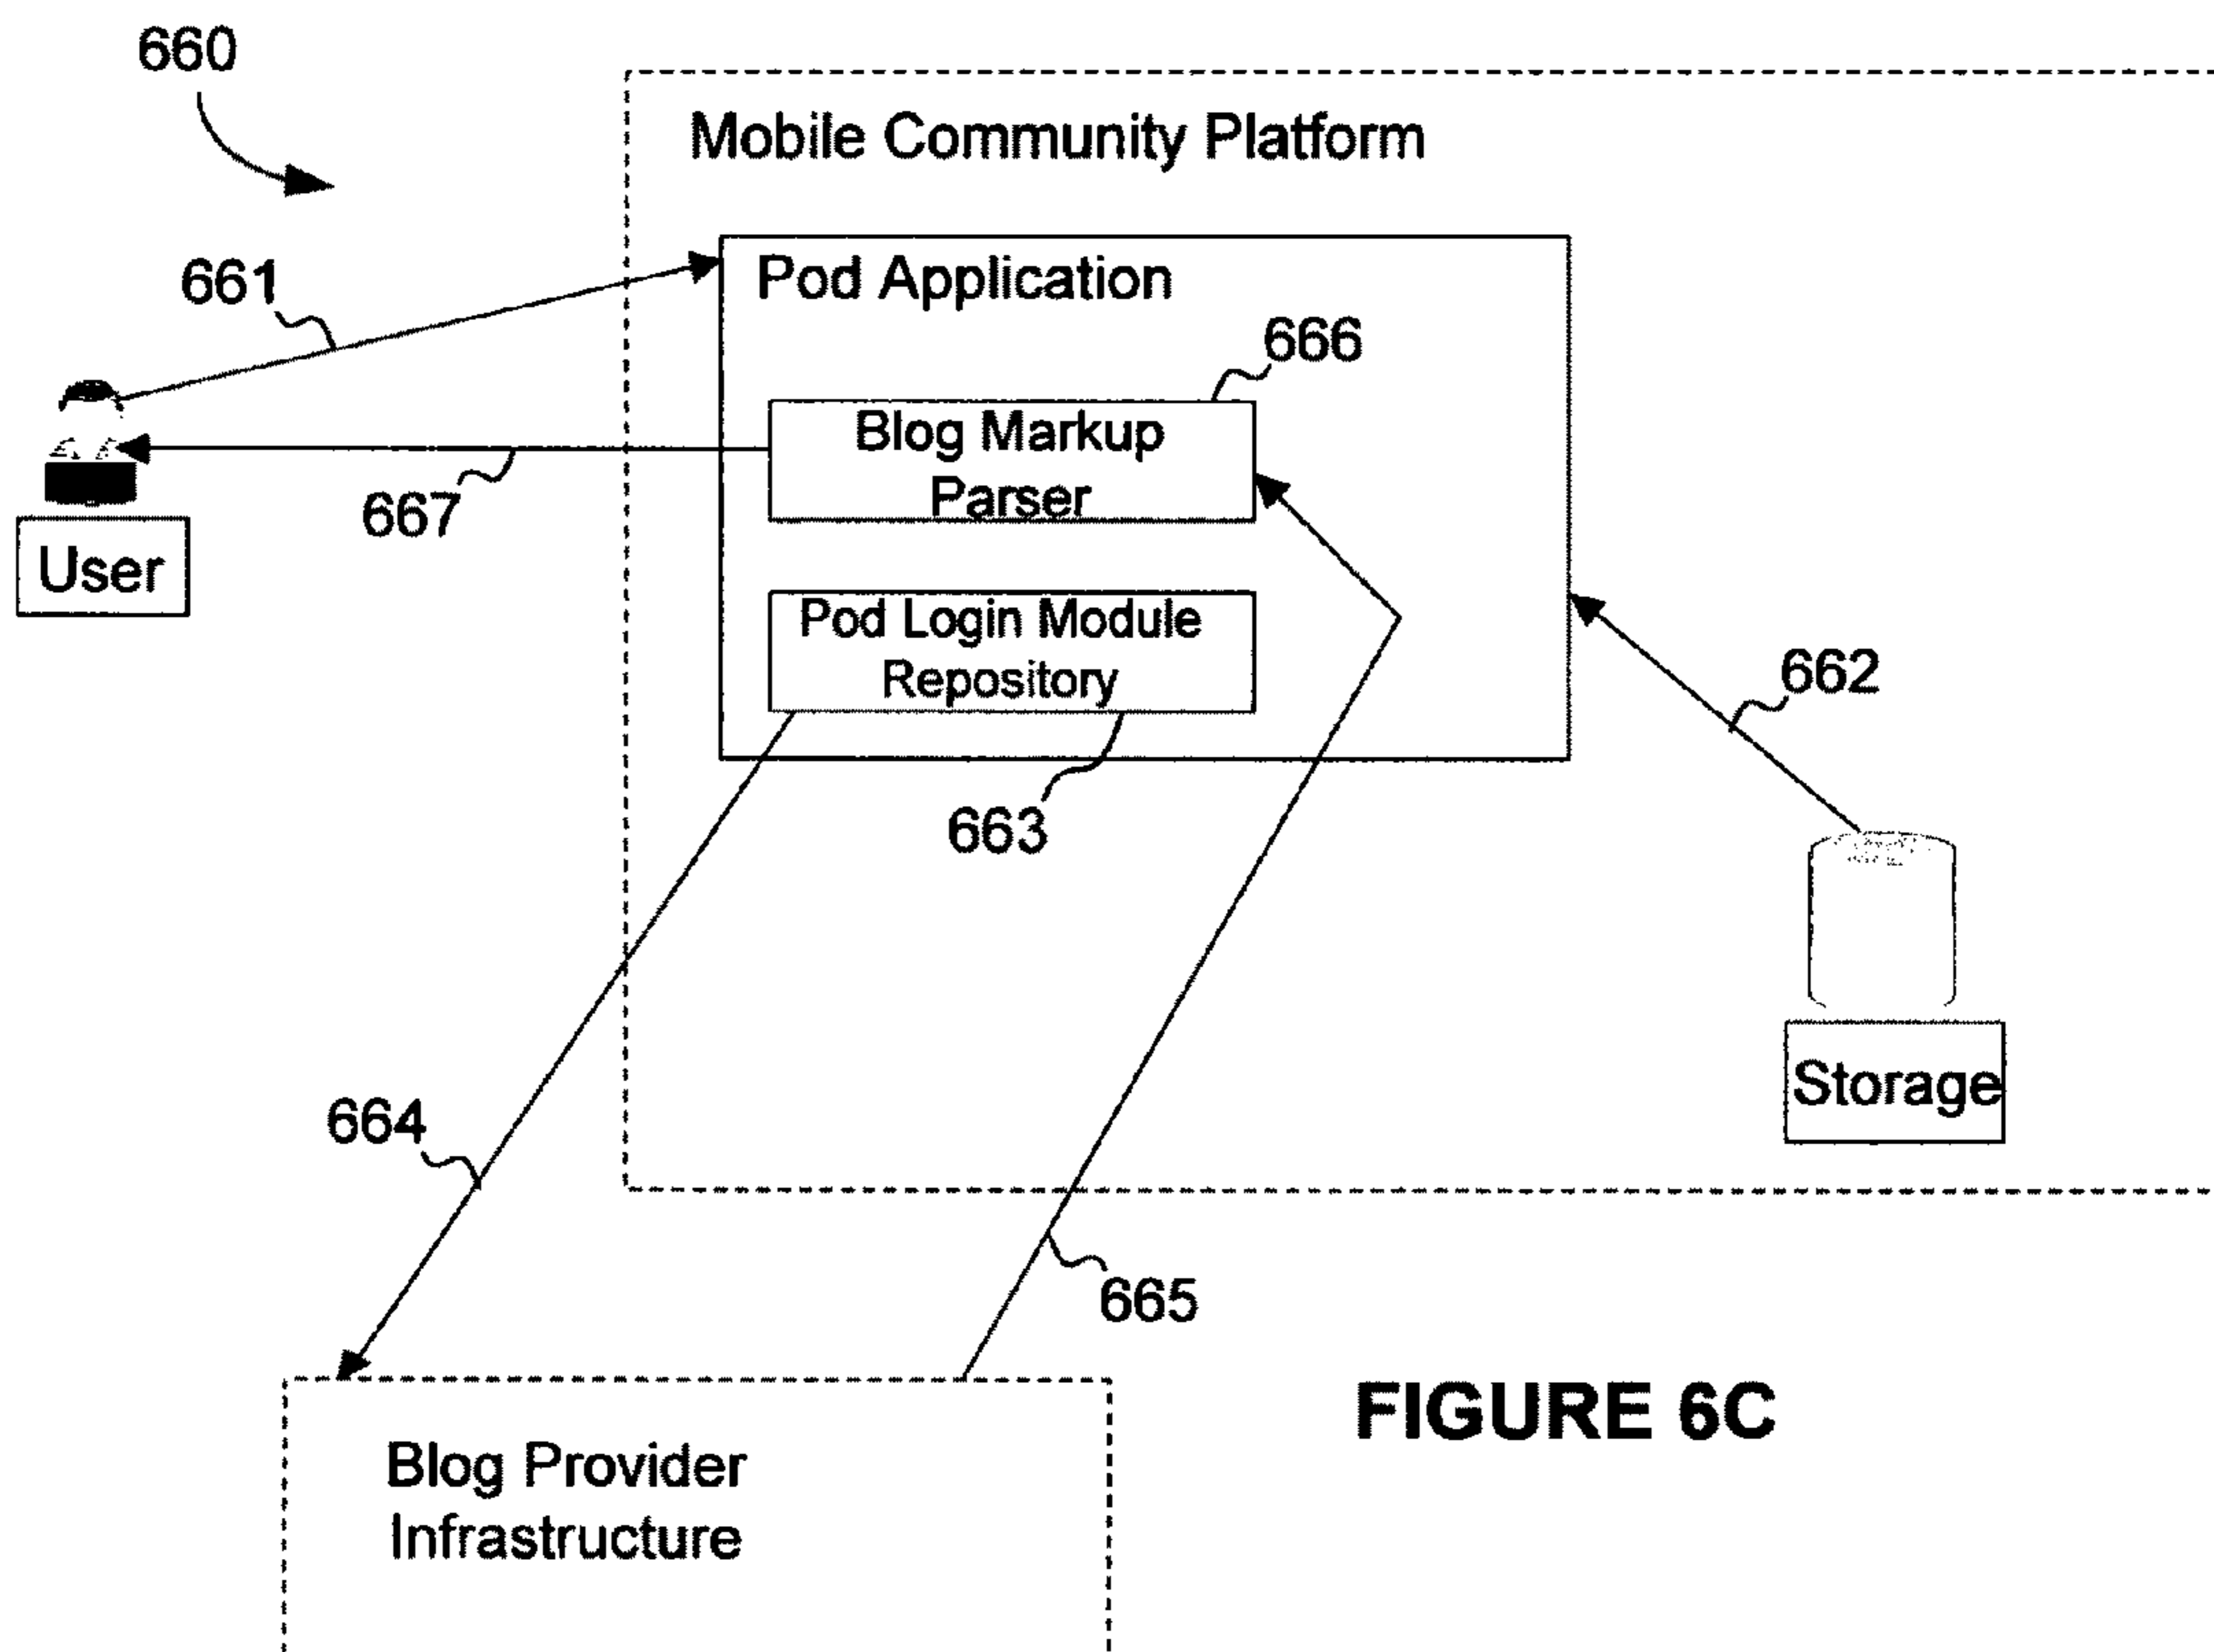 660
Mobile Community Platform
661
Pod Application
666
Blog Markup
Parser
667
User
Pod Login Module
Repository
662
663
Storage
664
665
FIGURE 6C
Blog Provider
Infrastructure